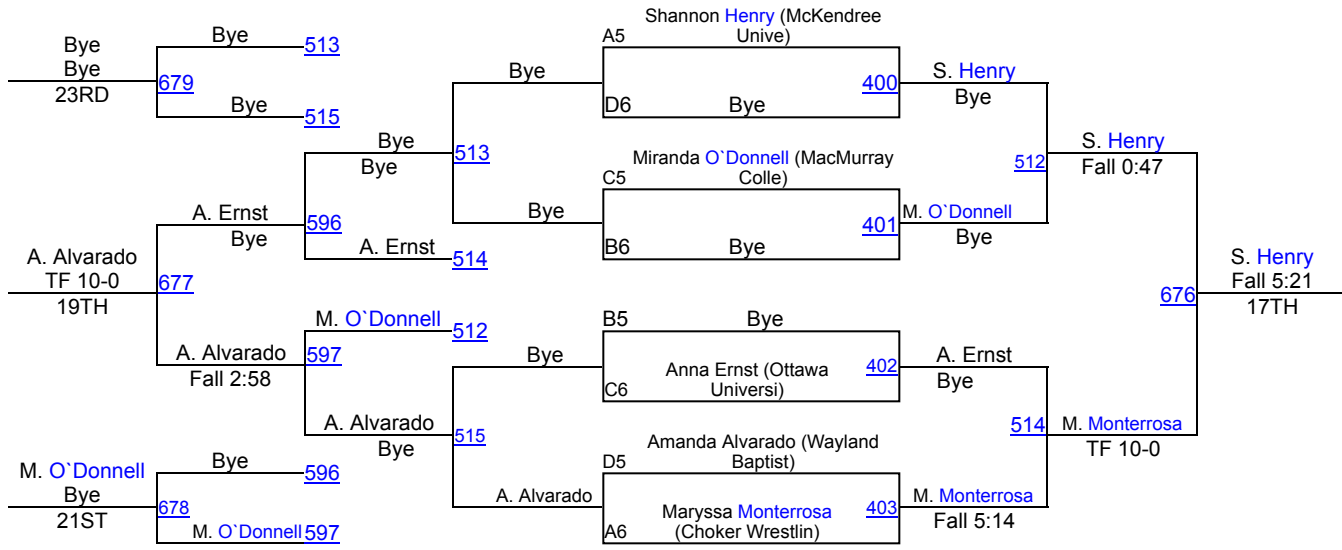 Bye
Bye
23RD
679
Bye
513
Bye
515
A. Alvarado
TF 10-0
19TH
677
A. Ernst
Bye
596
Bye
Bye
513
A. Ernst
514
A. Alvarado
Fall 2:58
597
M. O`Donnell
512
A. Alvarado
Bye
515
M. O`Donnell
Bye
21ST
678
Bye
596
M. O`Donnell
597
Bye
Bye
Bye
A. Alvarado
Shannon Henry (McKendree
Unive)
A5
400
D6
Bye
Miranda O`Donnell (MacMurray
Colle)
C5
401
B6
Bye
B5
Bye
402
Anna Ernst (Ottawa
Universi)
C6
Amanda Alvarado (Wayland
Baptist)
D5
403
Maryssa Monterrosa
(Choker Wrestlin)
A6
S. Henry
Bye
512
M. O`Donnell
Bye
A. Ernst
Bye
514
M. Monterrosa
Fall 5:14
S. Henry
Fall 0:47
676
M. Monterrosa
TF 10-0
S. Henry
Fall 5:21
17TH